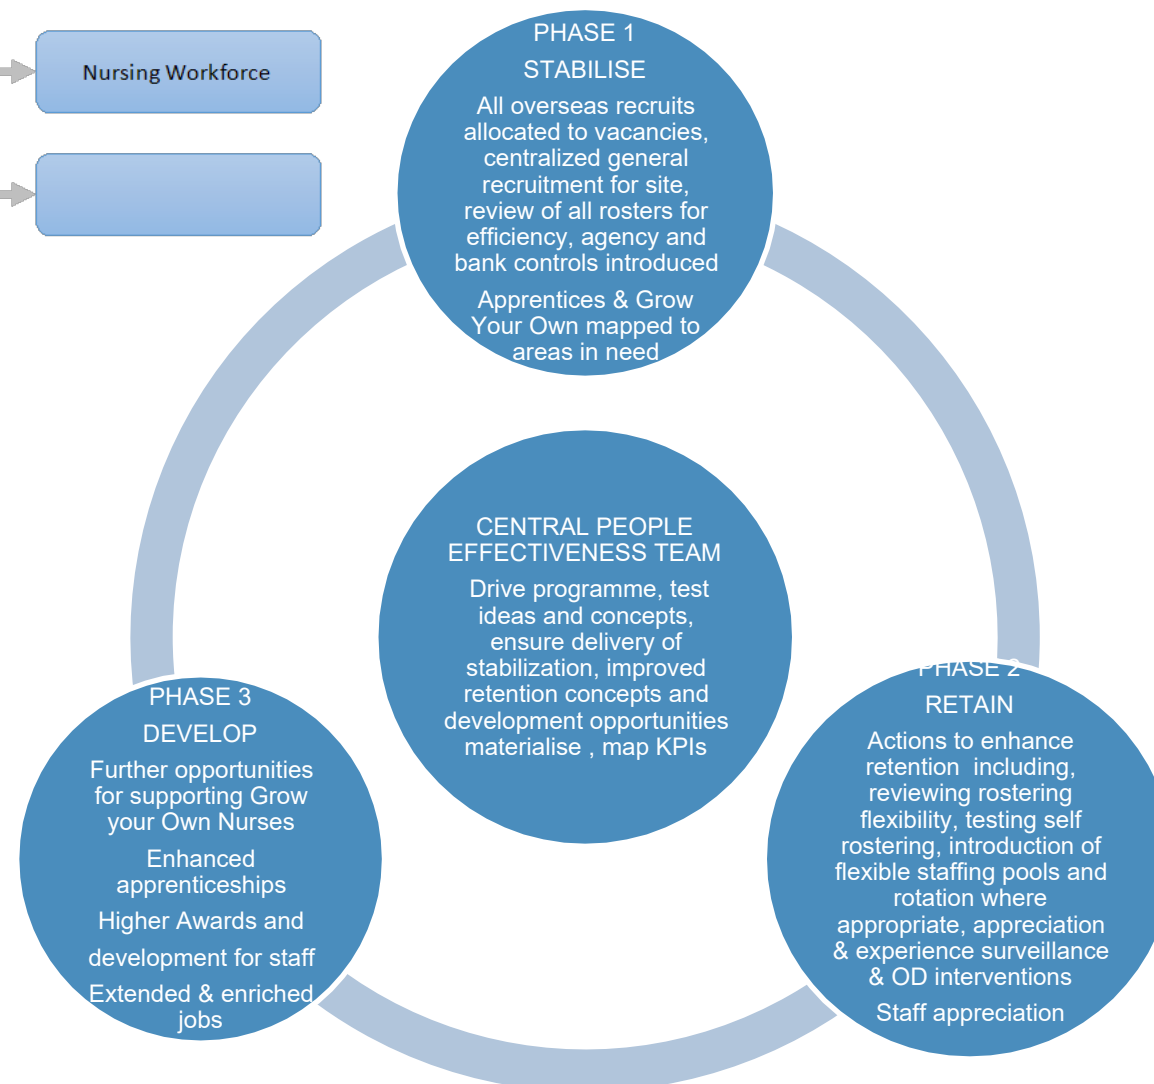 Nursing Workforce
PHASE 1
STABILISE
All overseas recruits
allocated to vacancies,
centralized general
recruitment for site,
review of all rosters for
efficiency, agency and
bank controls introduced
Apprentices & Grow
Your Own mapped to
areas in need
CENTRAL PEOPLE
EFFECTIVENESS TEAM
Drive programme, test
ideas and concepts,
ensure delivery of
stabilization, improved
retention concepts and
development opportunities
materialise , map KPIs
PHASE 2
RETAIN
Actions to enhance
retention  including,
reviewing rostering
flexibility, testing self
rostering, introduction of
flexible staffing pools and
rotation where
appropriate, appreciation
& experience surveillance
& OD interventions
Staff appreciation
PHASE 3
DEVELOP
Further opportunities
for supporting Grow
your Own Nurses
Enhanced
apprenticeships
Higher Awards and
development for staff
Extended & enriched
jobs